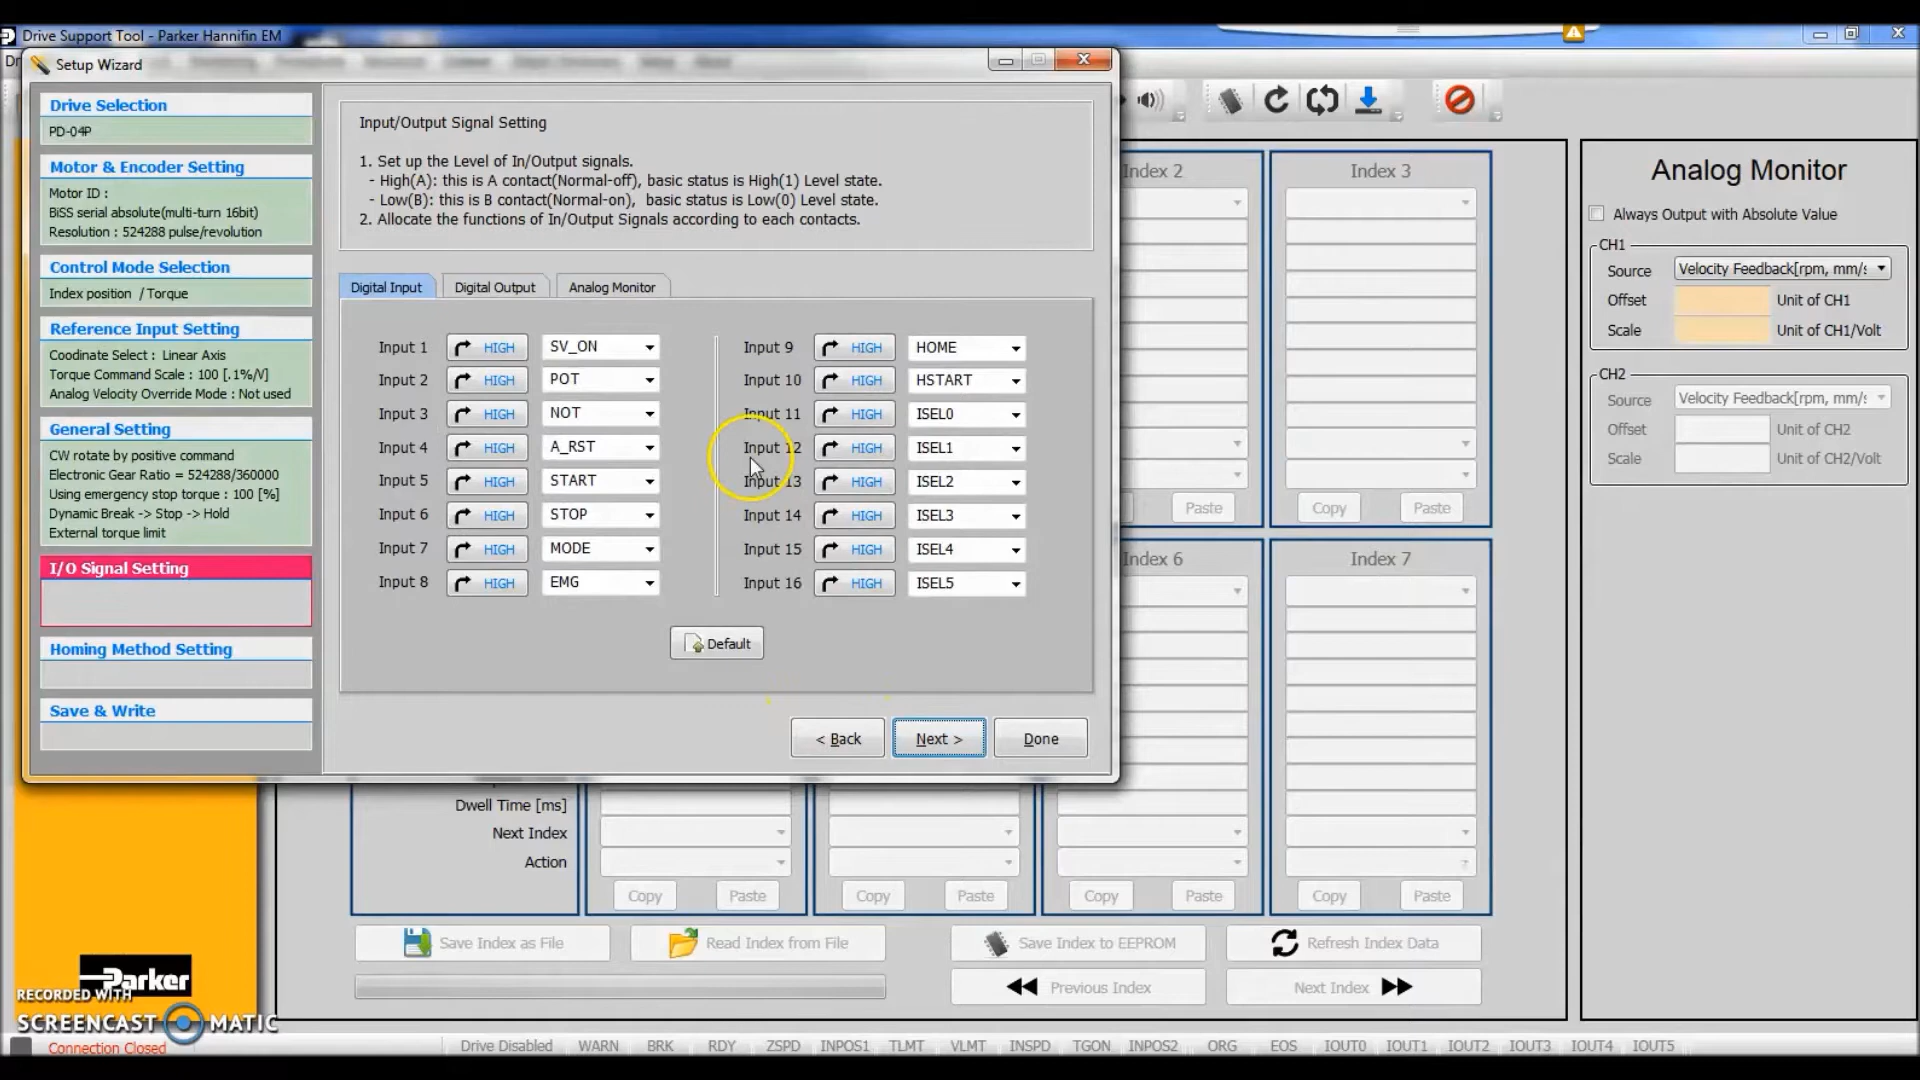 Drive Support Tool - Parker Hannifin EM
Setup Wizard
Drive Selection
PD-04P
Motor & Encoder Setting
Motor ID :
BiSS serial absolute(multi-turn 16bit)
Resolution : 524288 pulse/revolution
Control Mode Selection
Index position / Torque
Reference Input Setting
Coodinate Select : Linear Axis
Torque Command Scale : 100 [.1%/V]
Analog Velocity Override Mode : Not used
General Setting
CW rotate by positive command
Electronic Gear Ratio = 524288/360000
Using emergency stop torque : 100 [%]
Dynamic Break -> Stop -> Hold
External torque limit
I/O Signal Setting
Homing Method Setting
Save & Write
Input/Output Signal Setting
1. Set up the Level of In/Output signals.
- High(A): this is A contact(Normal-off), basic status is High(1) Level state.
- Low(B): this is B contact(Normal-on), basic status is Low(0) Level state.
2. Allocate the functions of In/Output Signals according to each contacts.
Digital Input Digital Output Analog Monitor
Input 1 HIGH SV_ON Input 9 HIGH HOME
Input 2 HIGH POT Input 10 HIGH HSTART
Input 3 HIGH NOT Input 11 HIGH ISEL0
Input 4 HIGH A_RST Input 12 HIGH ISEL1
Input 5 HIGH START Input 13 HIGH ISEL2
Input 6 HIGH STOP Input 14 HIGH ISEL3
Input 7 HIGH MODE Input 15 HIGH ISEL4
Input 8 HIGH EMG Input 16 HIGH ISEL5
Default
< Back Next > Done
Index 2 Index 3
Paste Copy Paste
Index 6 Index 7
Dwell Time [ms]
Next Index
Action
Copy Paste Copy Paste Copy Paste Copy Paste
Save Index as File Read Index from File Save Index to EEPROM Refresh Index Data
Previous Index Next Index
Analog Monitor
Always Output with Absolute Value
CH1
Source Velocity Feedback[rpm, mm/s
Offset Unit of CH1
Scale Unit of CH1/Volt
CH2
Source Velocity Feedback[rpm, mm/s
Offset Unit of CH2
Scale Unit of CH2/Volt
Parker
RECORDED WITH
SCREENCAST MATIC
Connection Closed
Drive Disabled WARN BRK RDY ZSPD INPOS1 TLMT VLMT INSPD TGON INPOS2 ORG EOS IOUT0 IOUT1 IOUT2 IOUT3 IOUT4 IOUT5